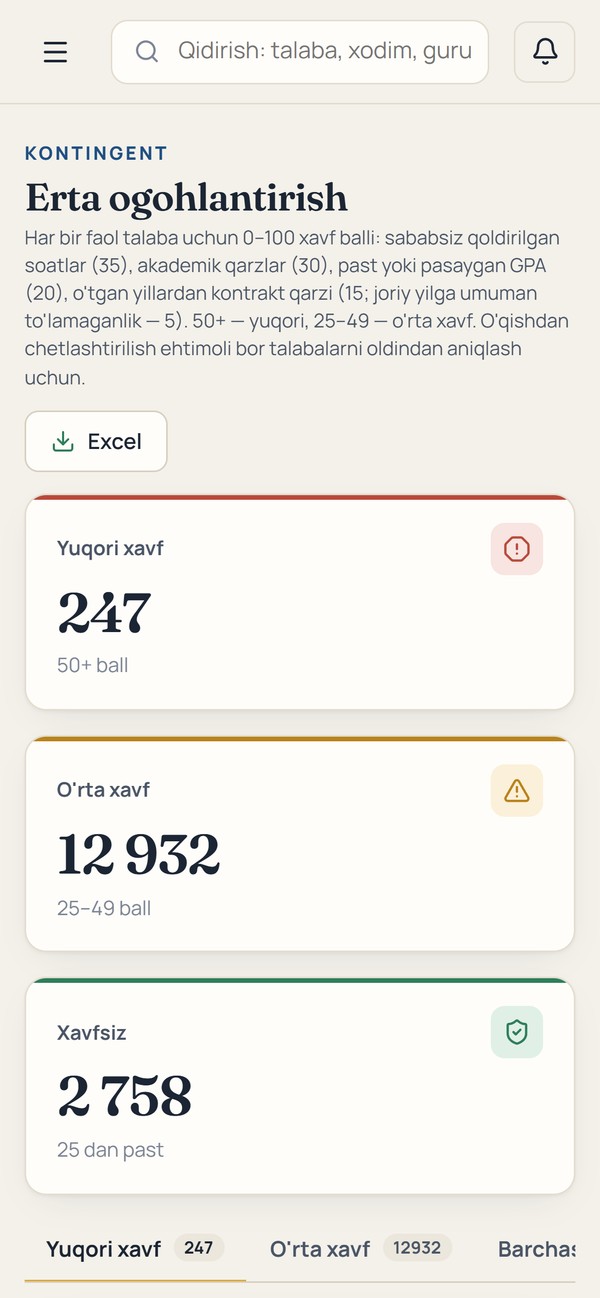 Qidirish: talaba, xodim, guru
KONTINGENT
Erta ogohlantirish
Har bir faol talaba uchun 0–100 xavf balli: sababsiz qoldirilgan
soatlar (35), akademik qarzlar (30), past yoki pasaygan GPA
(20), o'tgan yillardan kontrakt qarzi (15; joriy yilga umuman
to'lamaganlik — 5). 50+ — yuqori, 25–49 — o'rta xavf. O'qishdan
chetlashtirilish ehtimoli bor talabalarni oldindan aniqlash
uchun.
Excel
Yuqori xavf
247
50+ ball
O'rta xavf
12 932
25–49 ball
Xavfsiz
2 758
25 dan past
Yuqori xavf 247 O'rta xavf 12932 Barchas